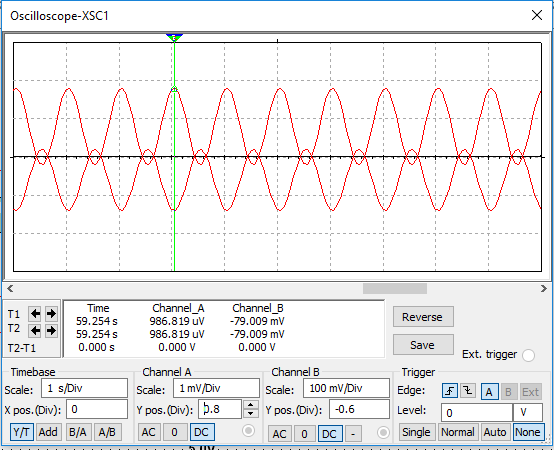 Oscilloscope-XSC1
T1
T2
T2-T1
Time Channel_A Channel_B
59.254 s 986.819 uV -79.009 mV
59.254 s 986.819 uV -79.009 mV
0.000 s 0.000 V 0.000 V
Reverse
Save
Ext. trigger
Timebase
Scale: 1 s/Div
X pos.(Div): 0
Y/T Add B/A A/B
Channel A
Scale: 1 mV/Div
Y pos.(Div): 0.8
AC 0 DC
Channel B
Scale: 100 mV/Div
Y pos.(Div): -0.6
AC 0 DC -
Trigger
Edge: A B Ext
Level: 0 V
Single Normal Auto None